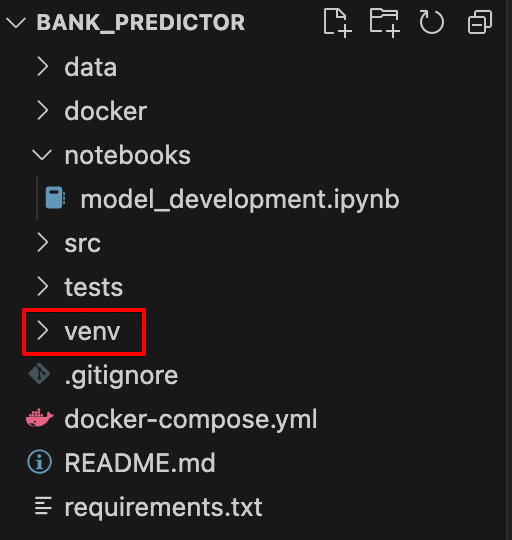 BANK_PREDICTOR
data
docker
notebooks
model_development.ipynb
src
tests
venv
.gitignore
docker-compose.yml
README.md
requirements.txt